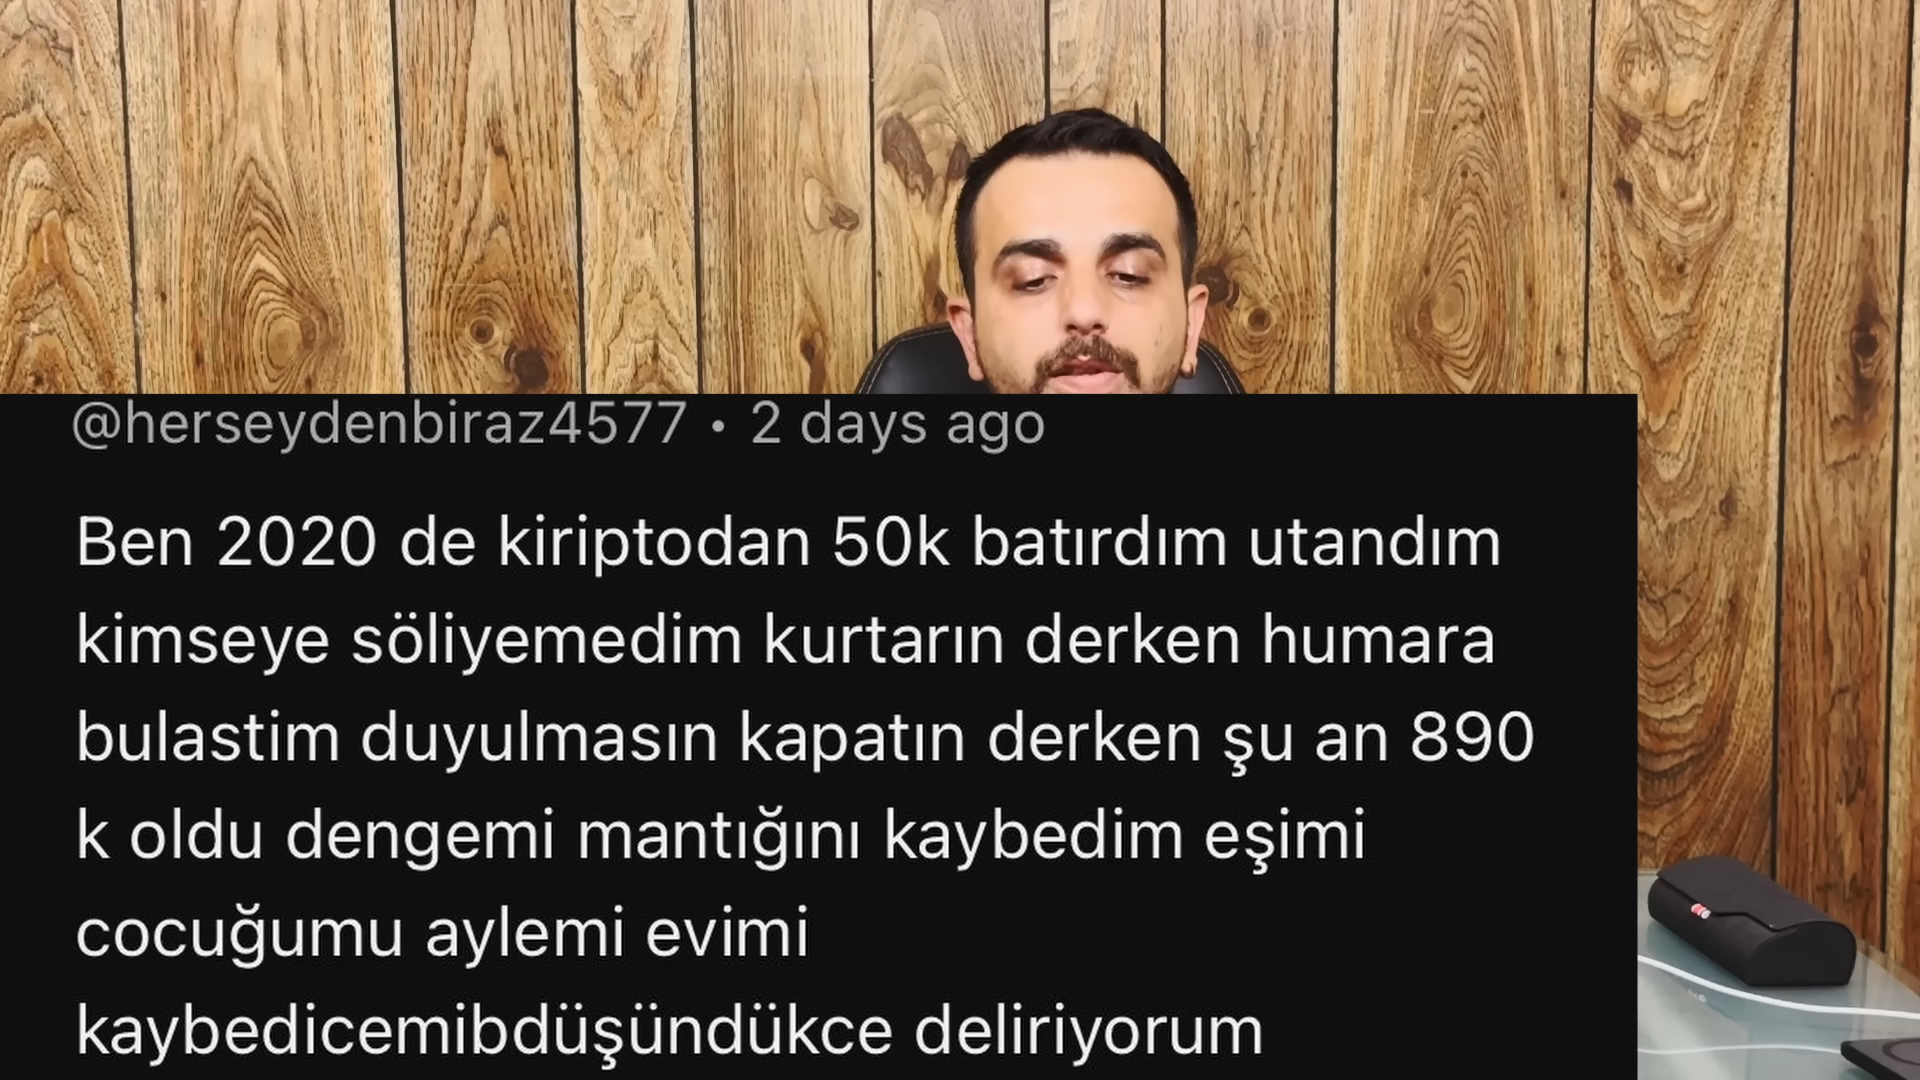 @herseydenbiraz4577 • 2 days ago
Ben 2020 de kiriptodan 50k batırdım utandım
kimseye söliyemedim kurtarın derken humara
bulastim duyulmasın kapatın derken şu an 890
k oldu dengemi mantığını kaybedim eşimi
cocuğumu aylemi evimi
kaybedicemibdüşündükce deliriyorum